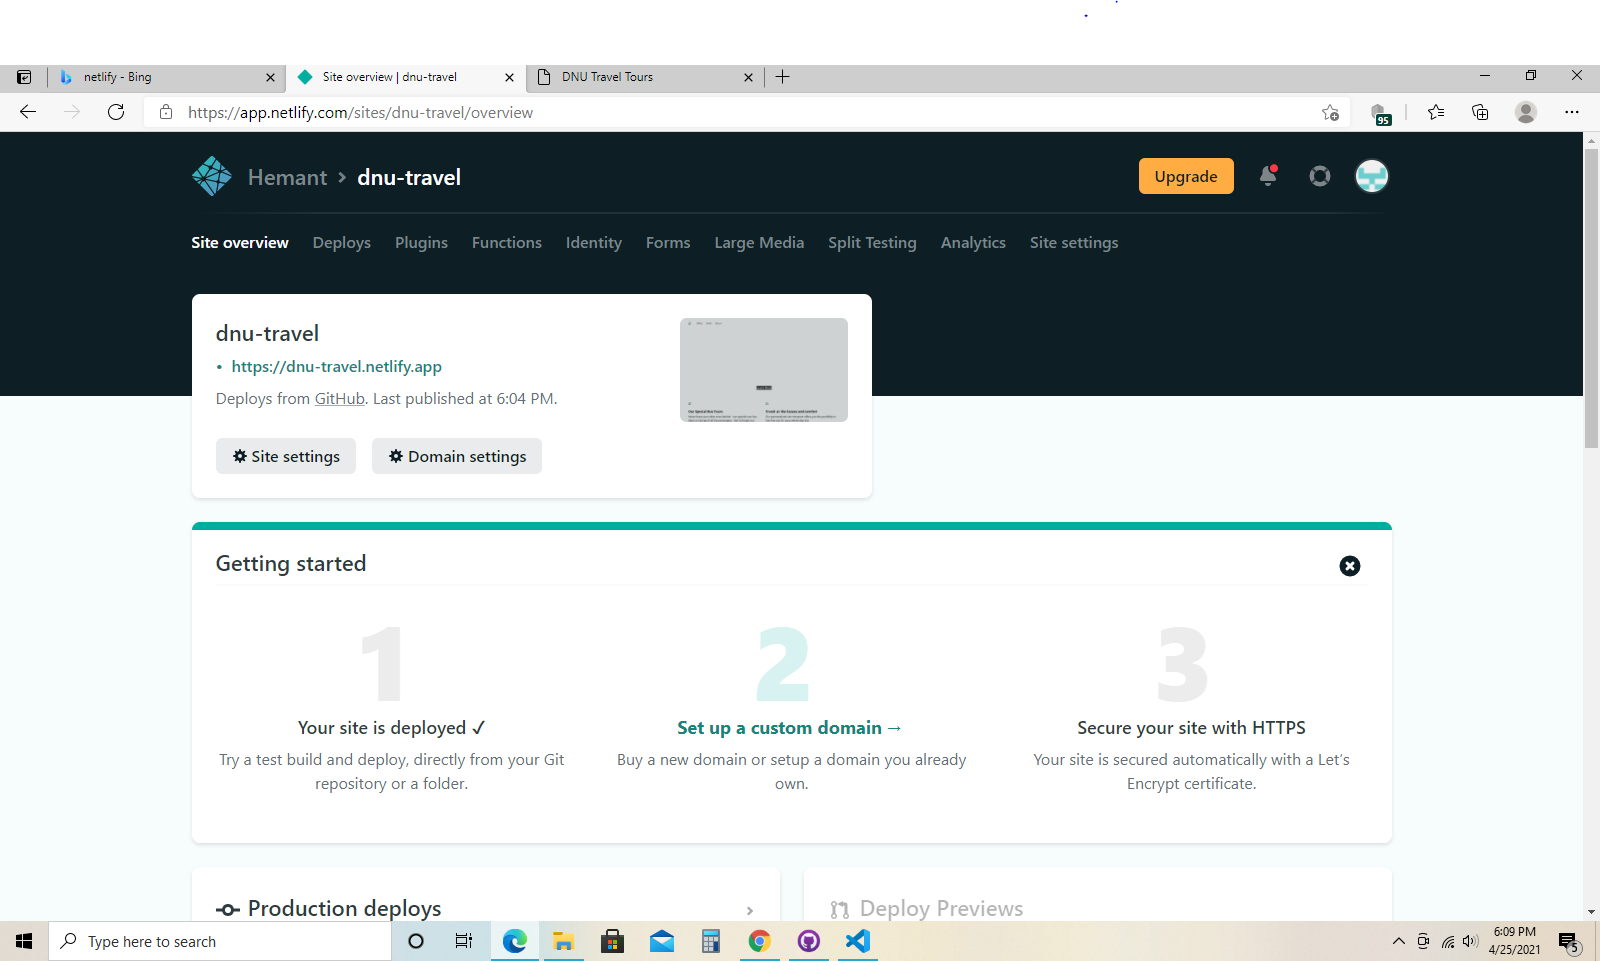 netlify - Bing
Site overview | dnu-travel
DNU Travel Tours
https://app.netlify.com/sites/dnu-travel/overview
95
Hemant > dnu-travel
Upgrade
Site overview Deploys Plugins Functions Identity Forms Large Media Split Testing Analytics Site settings
dnu-travel
• https://dnu-travel.netlify.app
Deploys from GitHub. Last published at 6:04 PM.
Site settings
Domain settings
Getting started
1
Your site is deployed ✓
Try a test build and deploy, directly from your Git
repository or a folder.
2
Set up a custom domain →
Buy a new domain or setup a domain you already
own.
3
Secure your site with HTTPS
Your site is secured automatically with a Let's
Encrypt certificate.
Production deploys
Deploy Previews
Type here to search
6:09 PM
4/25/2021
5